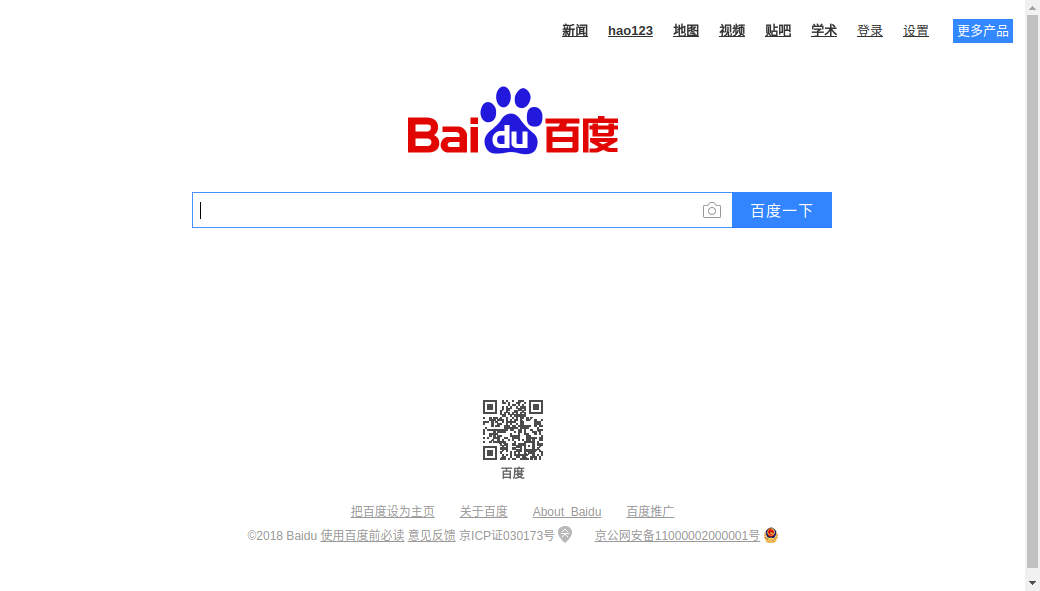 新闻 hao123 地图 视频 贴吧 学术 登录 设置 更多产品
Bai du 百度
百度一下
百度
把百度设为主页 关于百度 About Baidu 百度推广
©2018 Baidu 使用百度前必读 意见反馈 京ICP证030173号 京公网安备11000002000001号